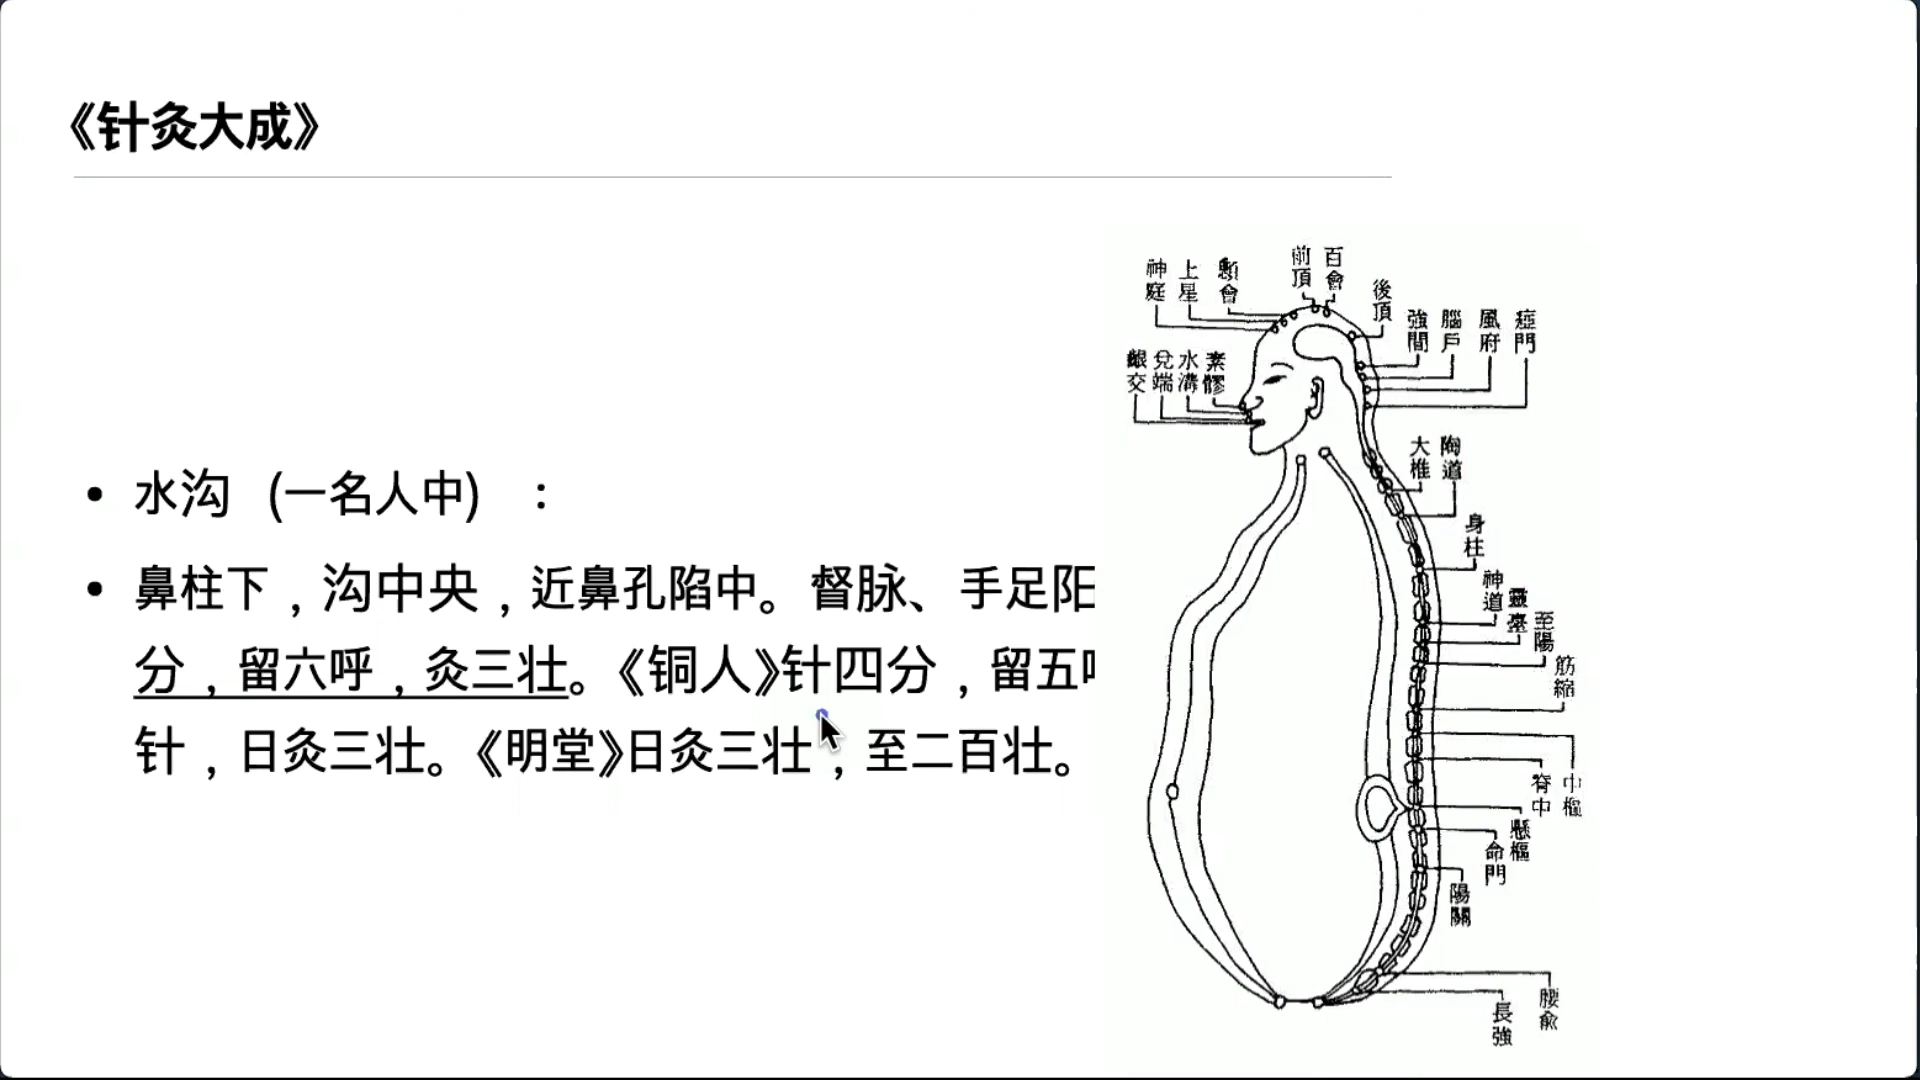 《针灸大成》
• 水沟 (一名人中) :
• 鼻柱下,沟中央,近鼻孔陷中。督脉、手足阳
分,留六呼,灸三壮。《铜人》针四分,留五
针,日灸三壮。《明堂》日灸三壮,至二百壮。
神庭
上星
顖會
前頂
百會
後頂
強間
腦戶
風府
瘂門
齦交
兌端
水溝
素髎
大椎
陶道
身柱
神道
靈臺
至陽
筋縮
中樞
脊中
懸樞
命門
陽關
腰俞
長強